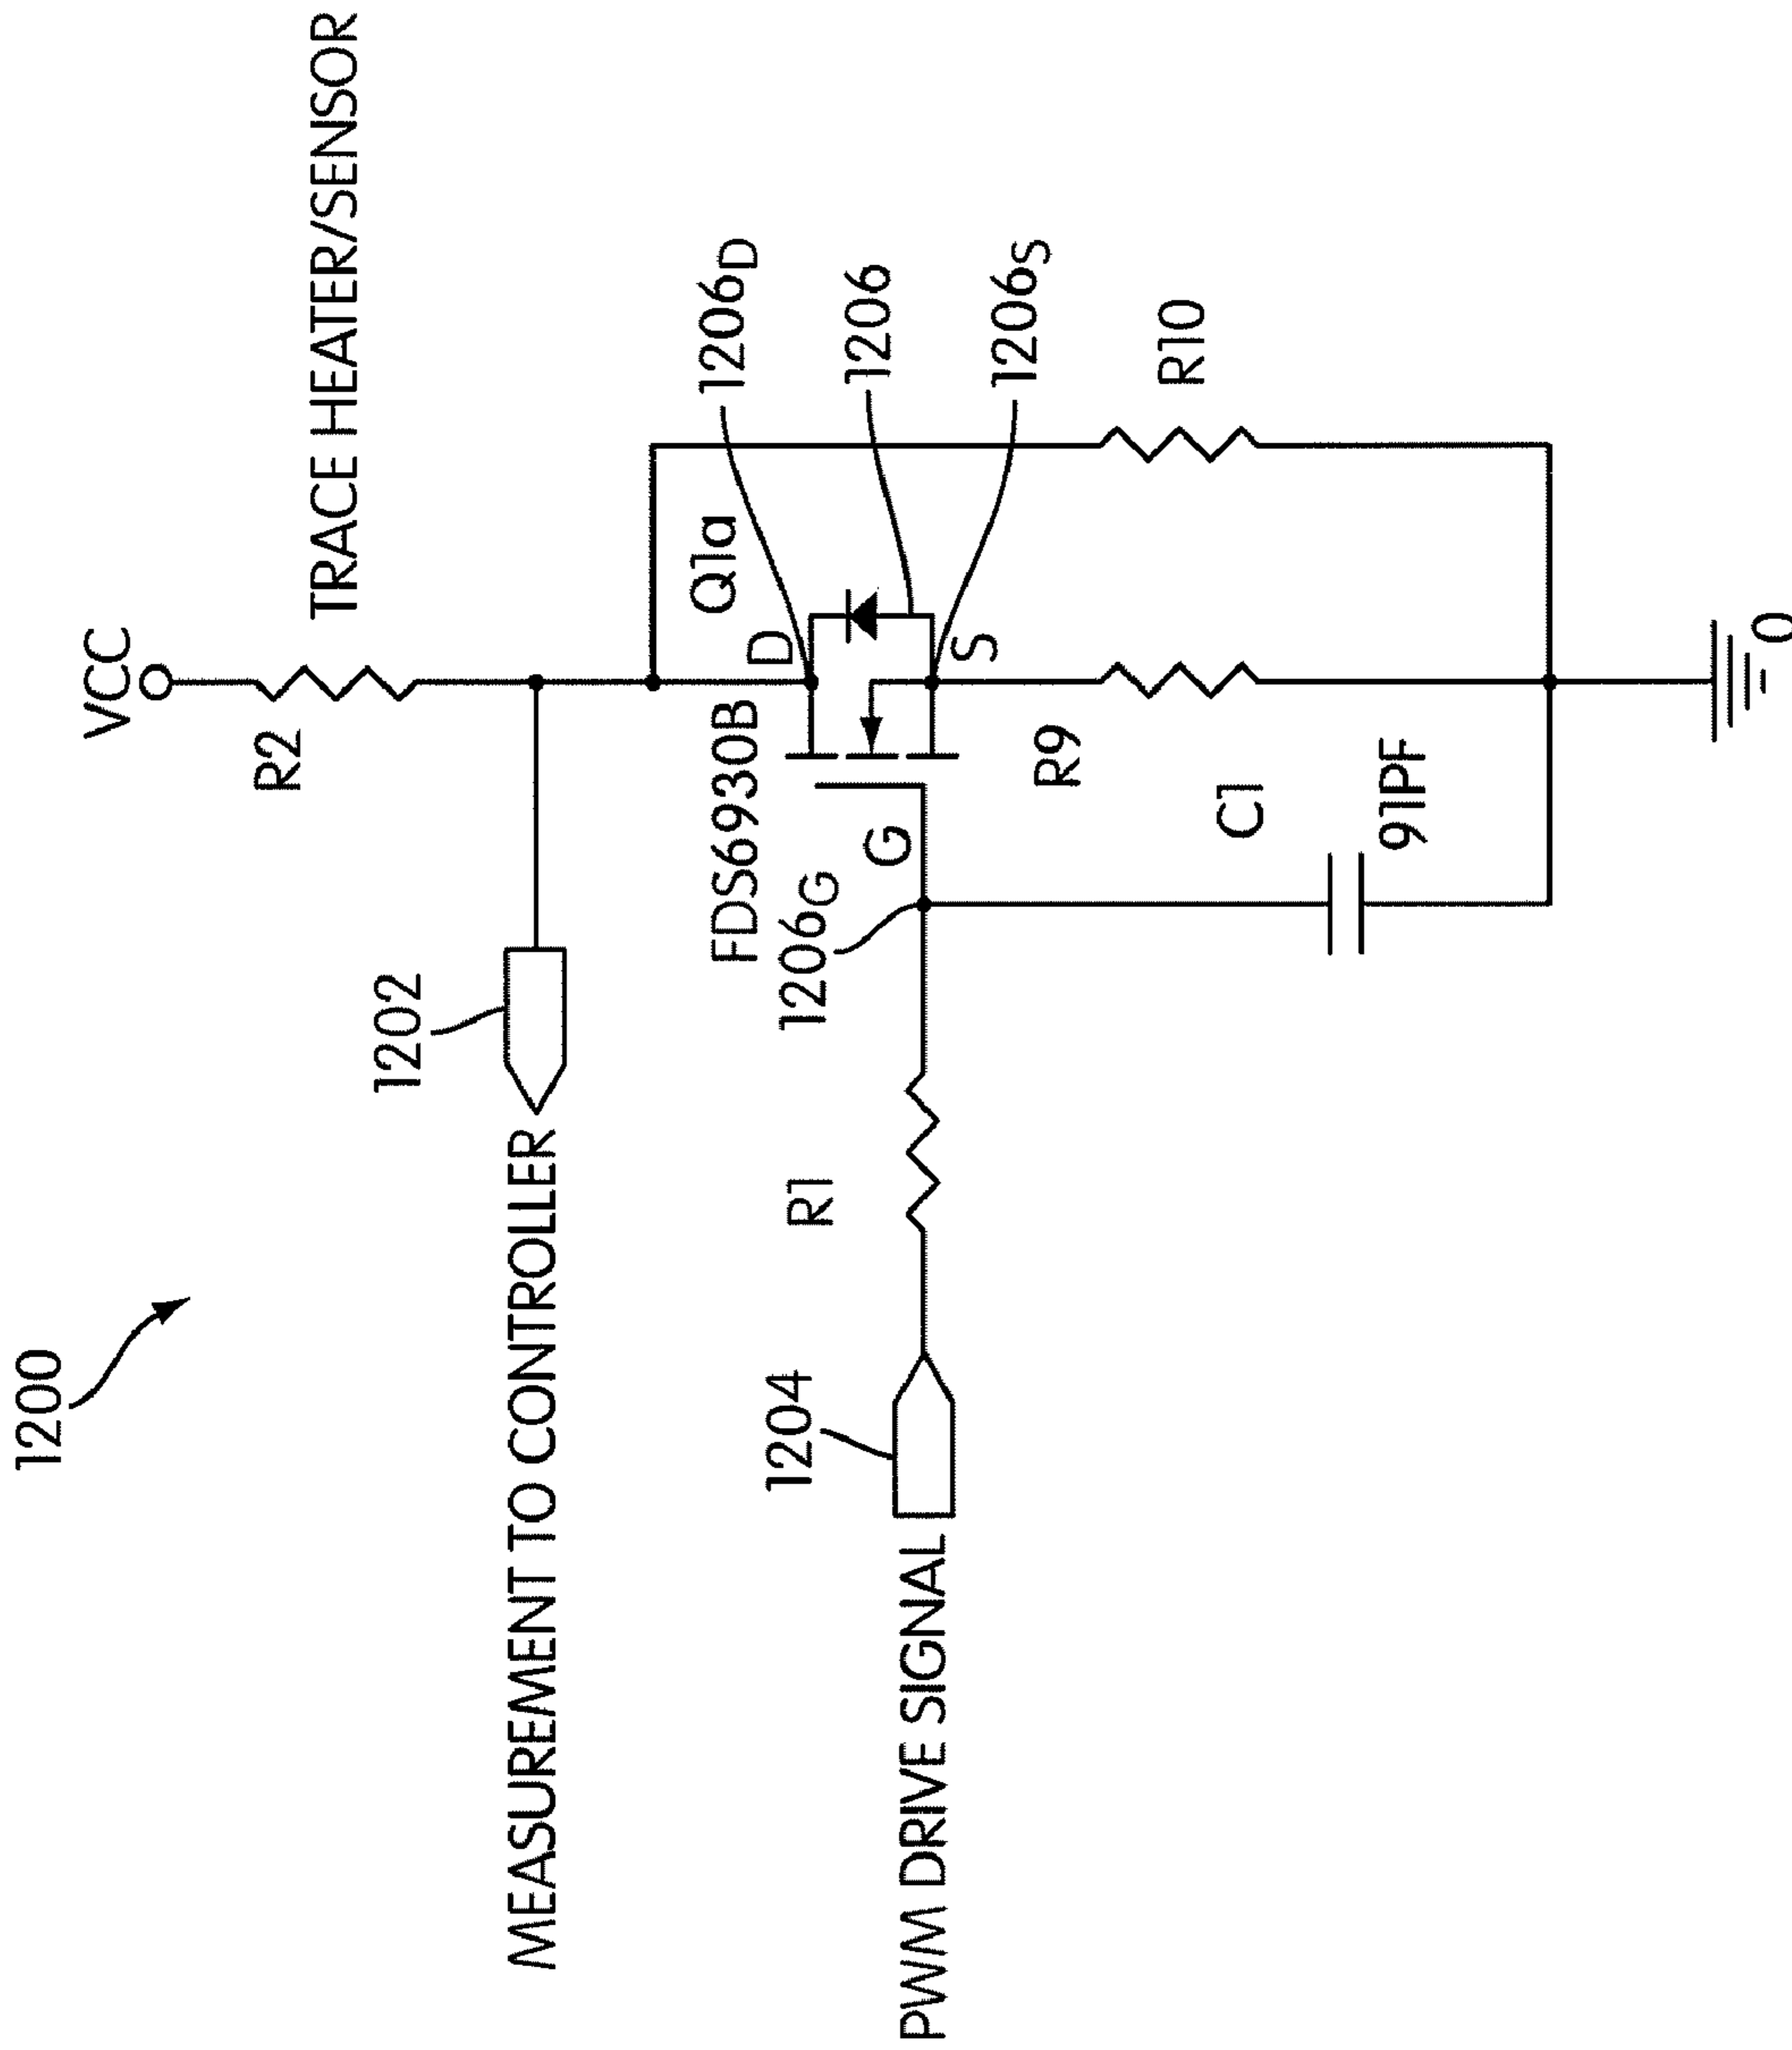 1200
VCC
R2
TRACE HEATER/SENSOR
1202
MEASUREMENT TO CONTROLLER
FDS6930B
Q1a
D
1206D
1206
1206S
1206G
G
S
1204
R1
PWM DRIVE SIGNAL
R9
R10
C1
91PF
0